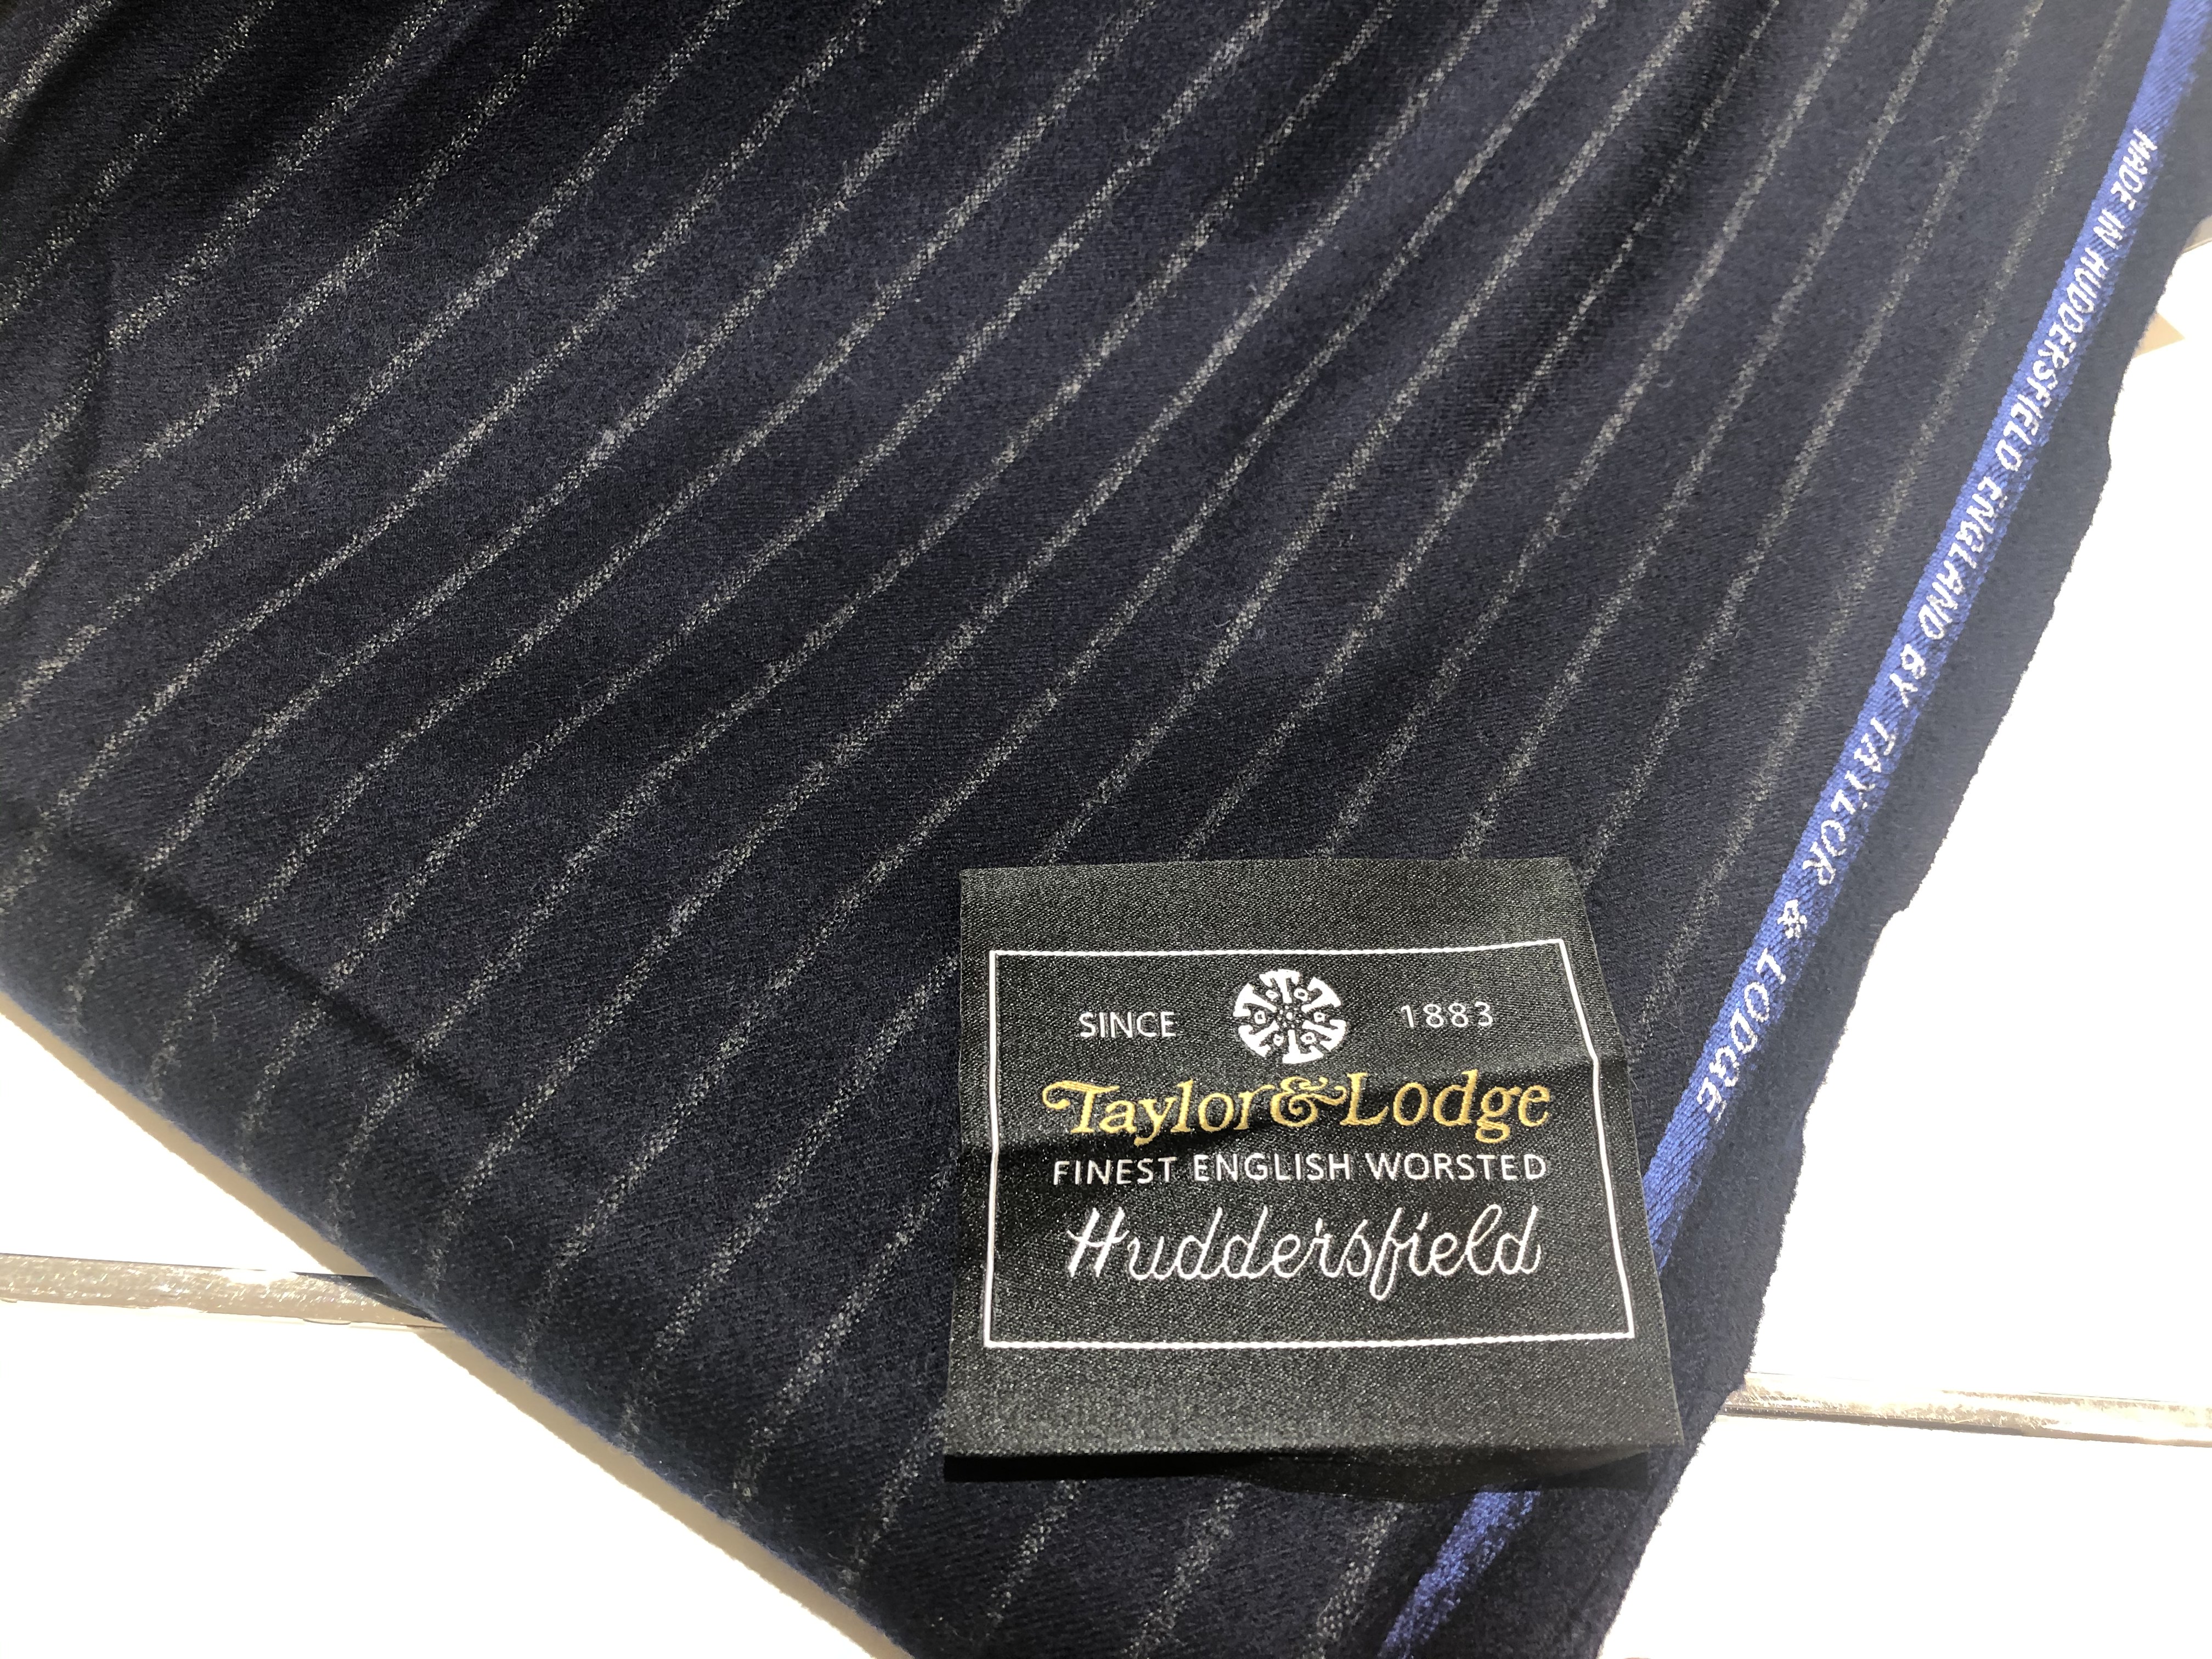 MADE IN HUDDERSFIELD ENGLAND BY TAYLOR & LODGE
SINCE 1883
Taylor & Lodge
FINEST ENGLISH WORSTED
Huddersfield